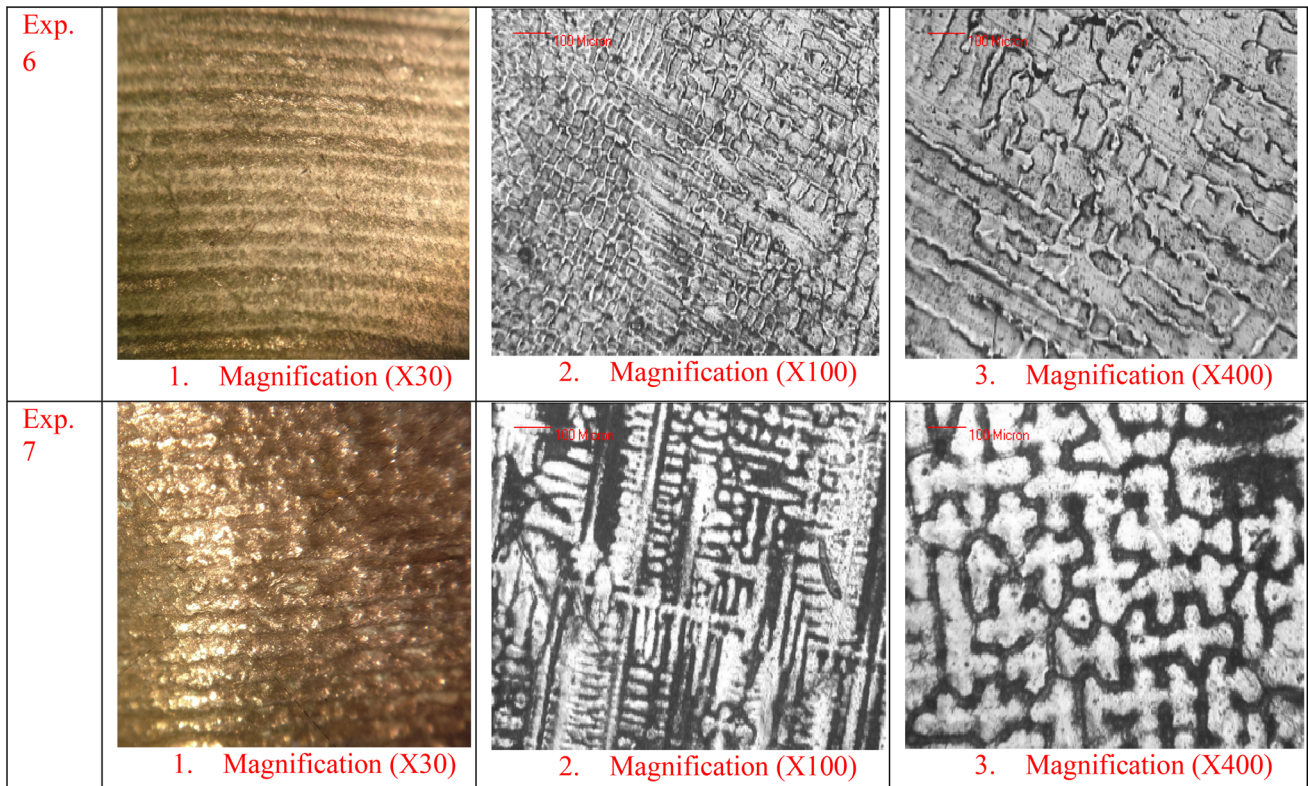 Exp.
6
100 Micron
100 Micron
1. Magnification (X30)
2. Magnification (X100)
3. Magnification (X400)
Exp.
7
100 Micron
100 Micron
1. Magnification (X30)
2. Magnification (X100)
3. Magnification (X400)